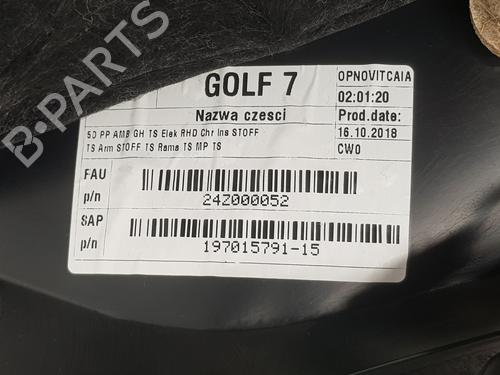 GOLF 7
OPNOVITCAIA
02:01:20
Nazwa czesci
Prod.date:
5D PP AMB GH TS Elek RHD Chr Ins STOFF
16.10.2018
TS Arm STOFF TS Rama TS MP TS
CW0
FAU
p/n
24Z000052
SAP
p/n
197015791-15